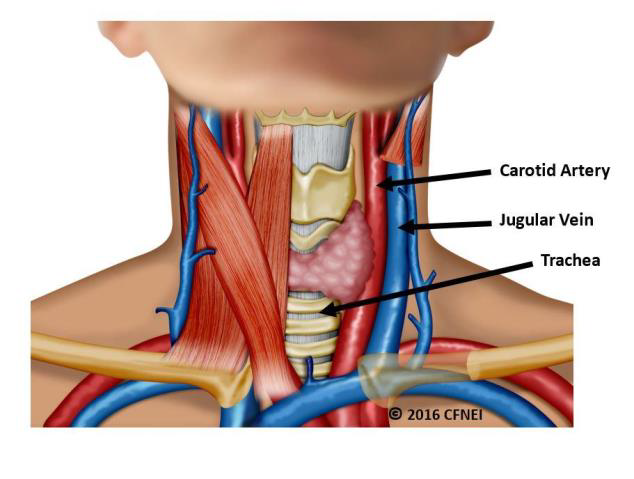 Carotid Artery
Jugular Vein
Trachea
© 2016 CFNEI